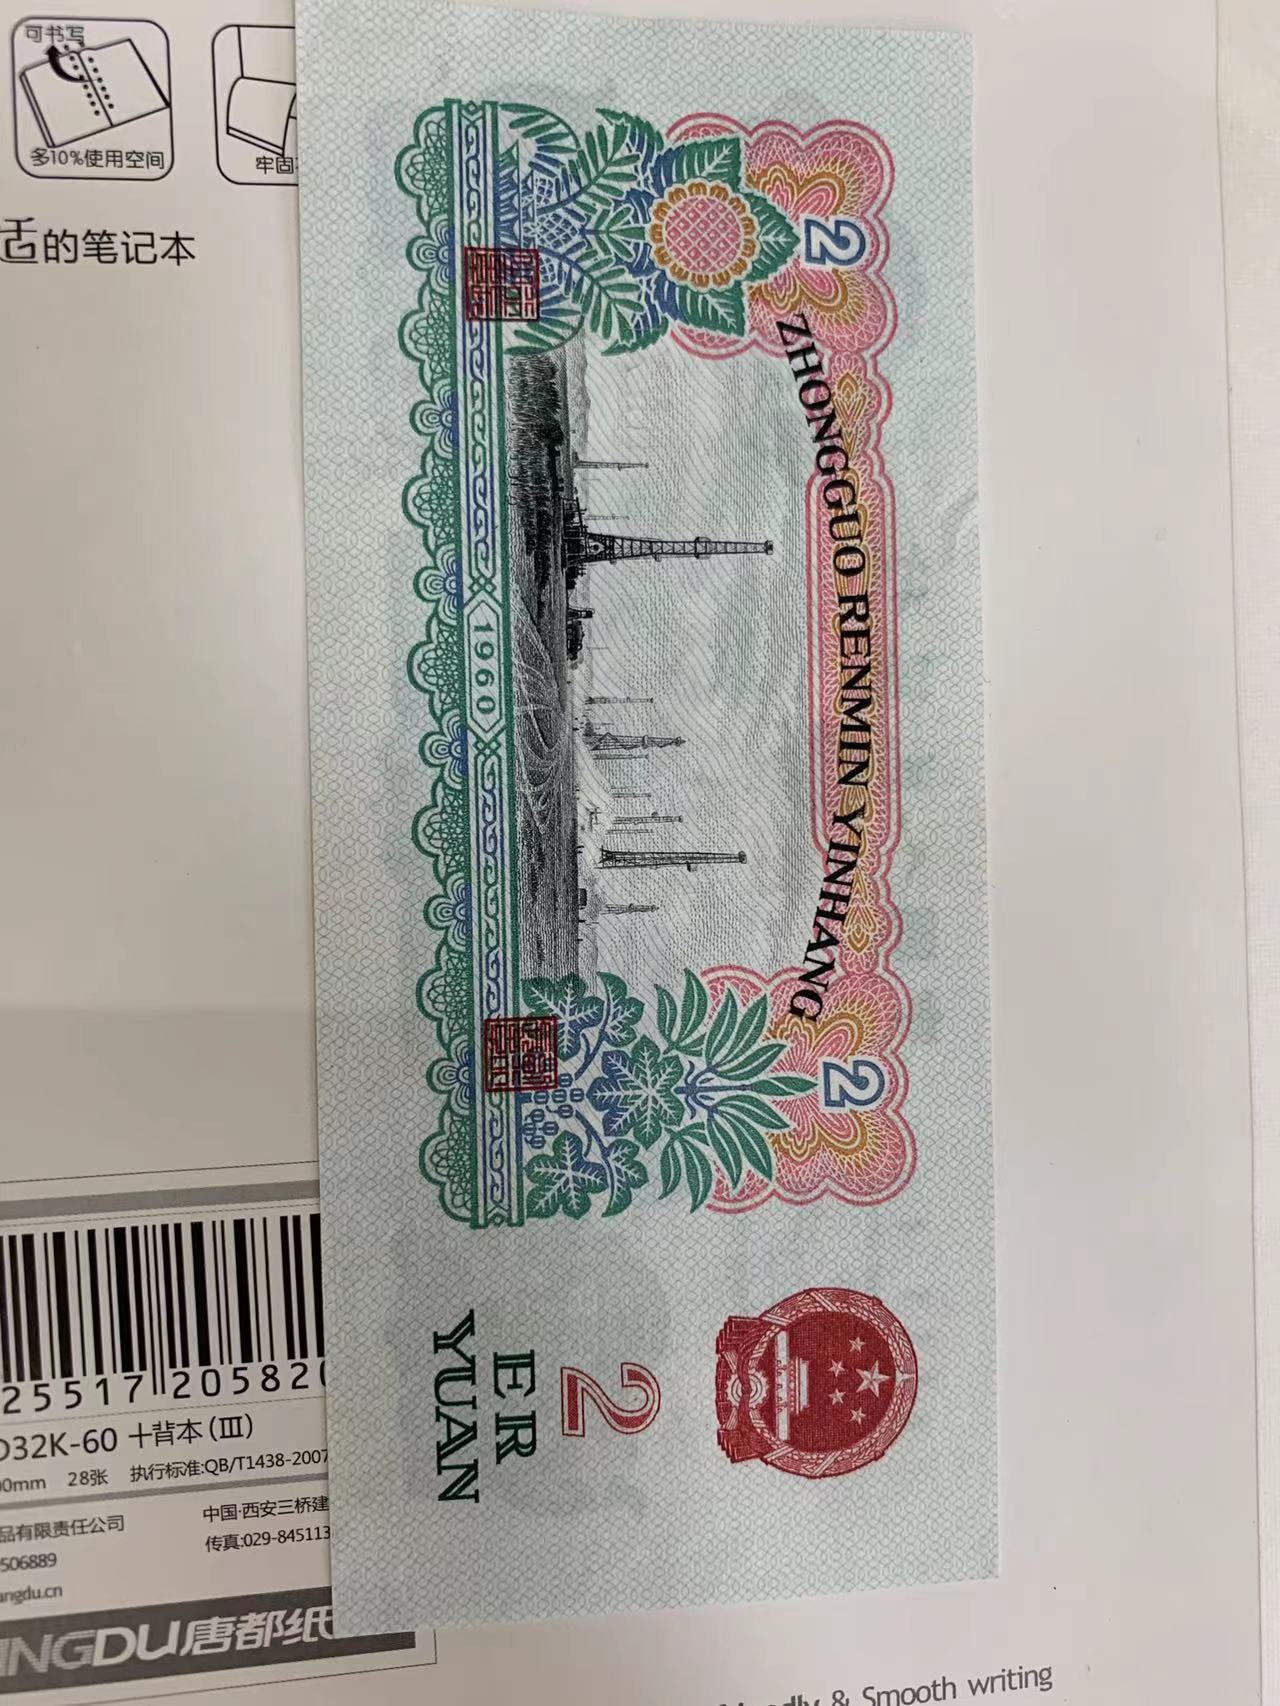 可书写
多10%使用空间
牢固
的笔记本
2
2
ZHONGGUO RENMIN YINHANG
1960
2
ER
YUAN
25517 20582
D32K-60 十背本(Ⅲ)
00mm 28张 执行标准:QB/T1438-2007
品有限责任公司
中国·西安三桥建
506889
传真:029-845113
angdu.cn
INGDU唐都纸
& Smooth writing